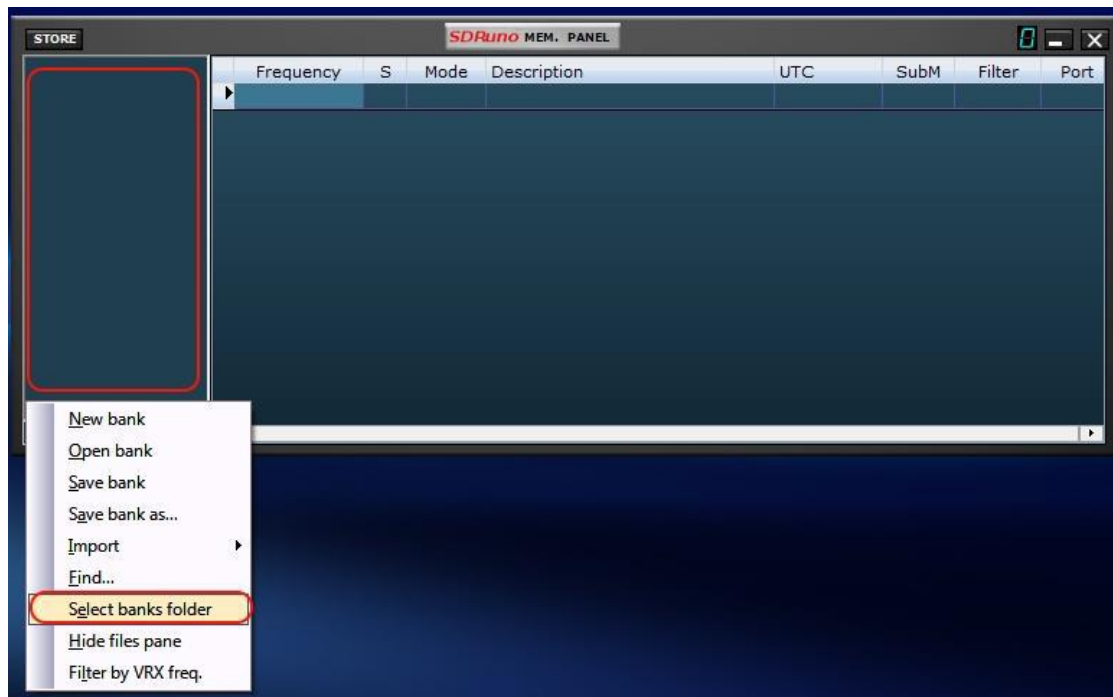 STORE
SDRuno MEM. PANEL
0
Frequency S Mode Description UTC SubM Filter Port
New bank
Open bank
Save bank
Save bank as...
Import
Find...
Select banks folder
Hide files pane
Filter by VRX freq.